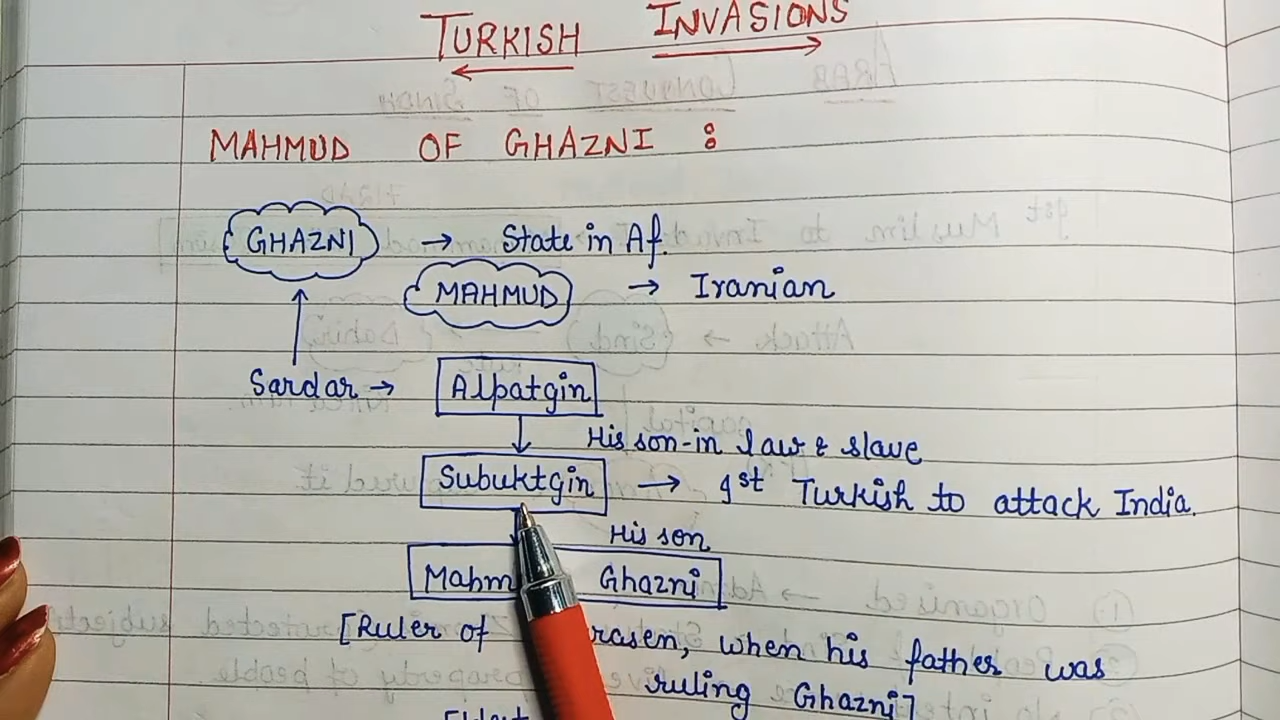 TURKISH INVASIONS
MAHMUD OF GHAZNI :
GHAZNI → State in Af.
MAHMUD → Iranian
Sardar → Alpatgin
His son-in law & slave
Subuktgin → 1st Turkish to attack India.
His son
Ghazni
[Ruler of when his father was
ruling Ghazni]